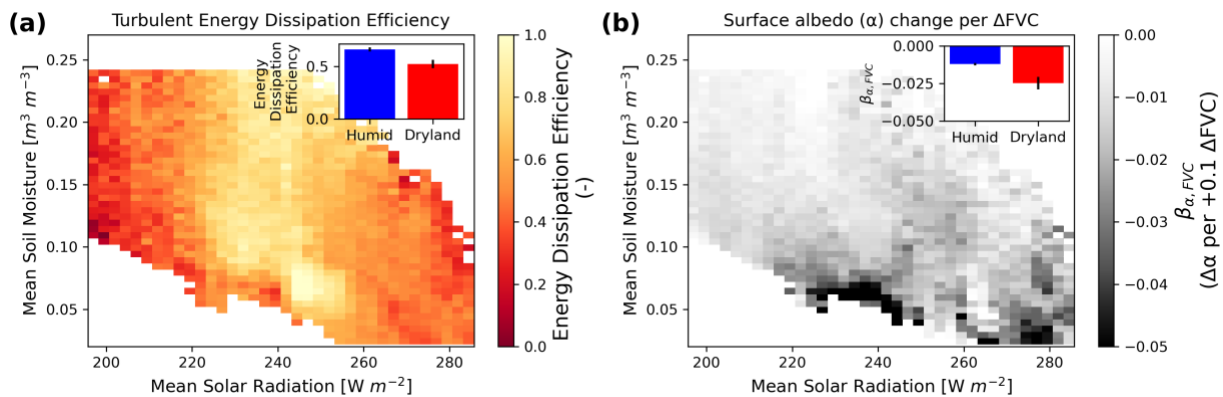 (a)
Turbulent Energy Dissipation Efficiency
Mean Soil Moisture [m³ m⁻³]
0.25
0.20
0.15
0.10
0.05
200
220
240
260
280
Mean Solar Radiation [W m⁻²]
Energy
Dissipation
Efficiency
0.5
0.0
Humid
Dryland
1.0
0.8
0.6
0.4
0.2
0.0
Energy Dissipation Efficiency
(-)
(b)
Surface albedo (α) change per ΔFVC
Mean Soil Moisture [m³ m⁻³]
0.25
0.20
0.15
0.10
0.05
200
220
240
260
280
Mean Solar Radiation [W m⁻²]
βα,FVC
0.000
−0.025
−0.050
Humid
Dryland
0.00
−0.01
−0.02
−0.03
−0.04
−0.05
βα,FVC
(Δα per +0.1 ΔFVC)